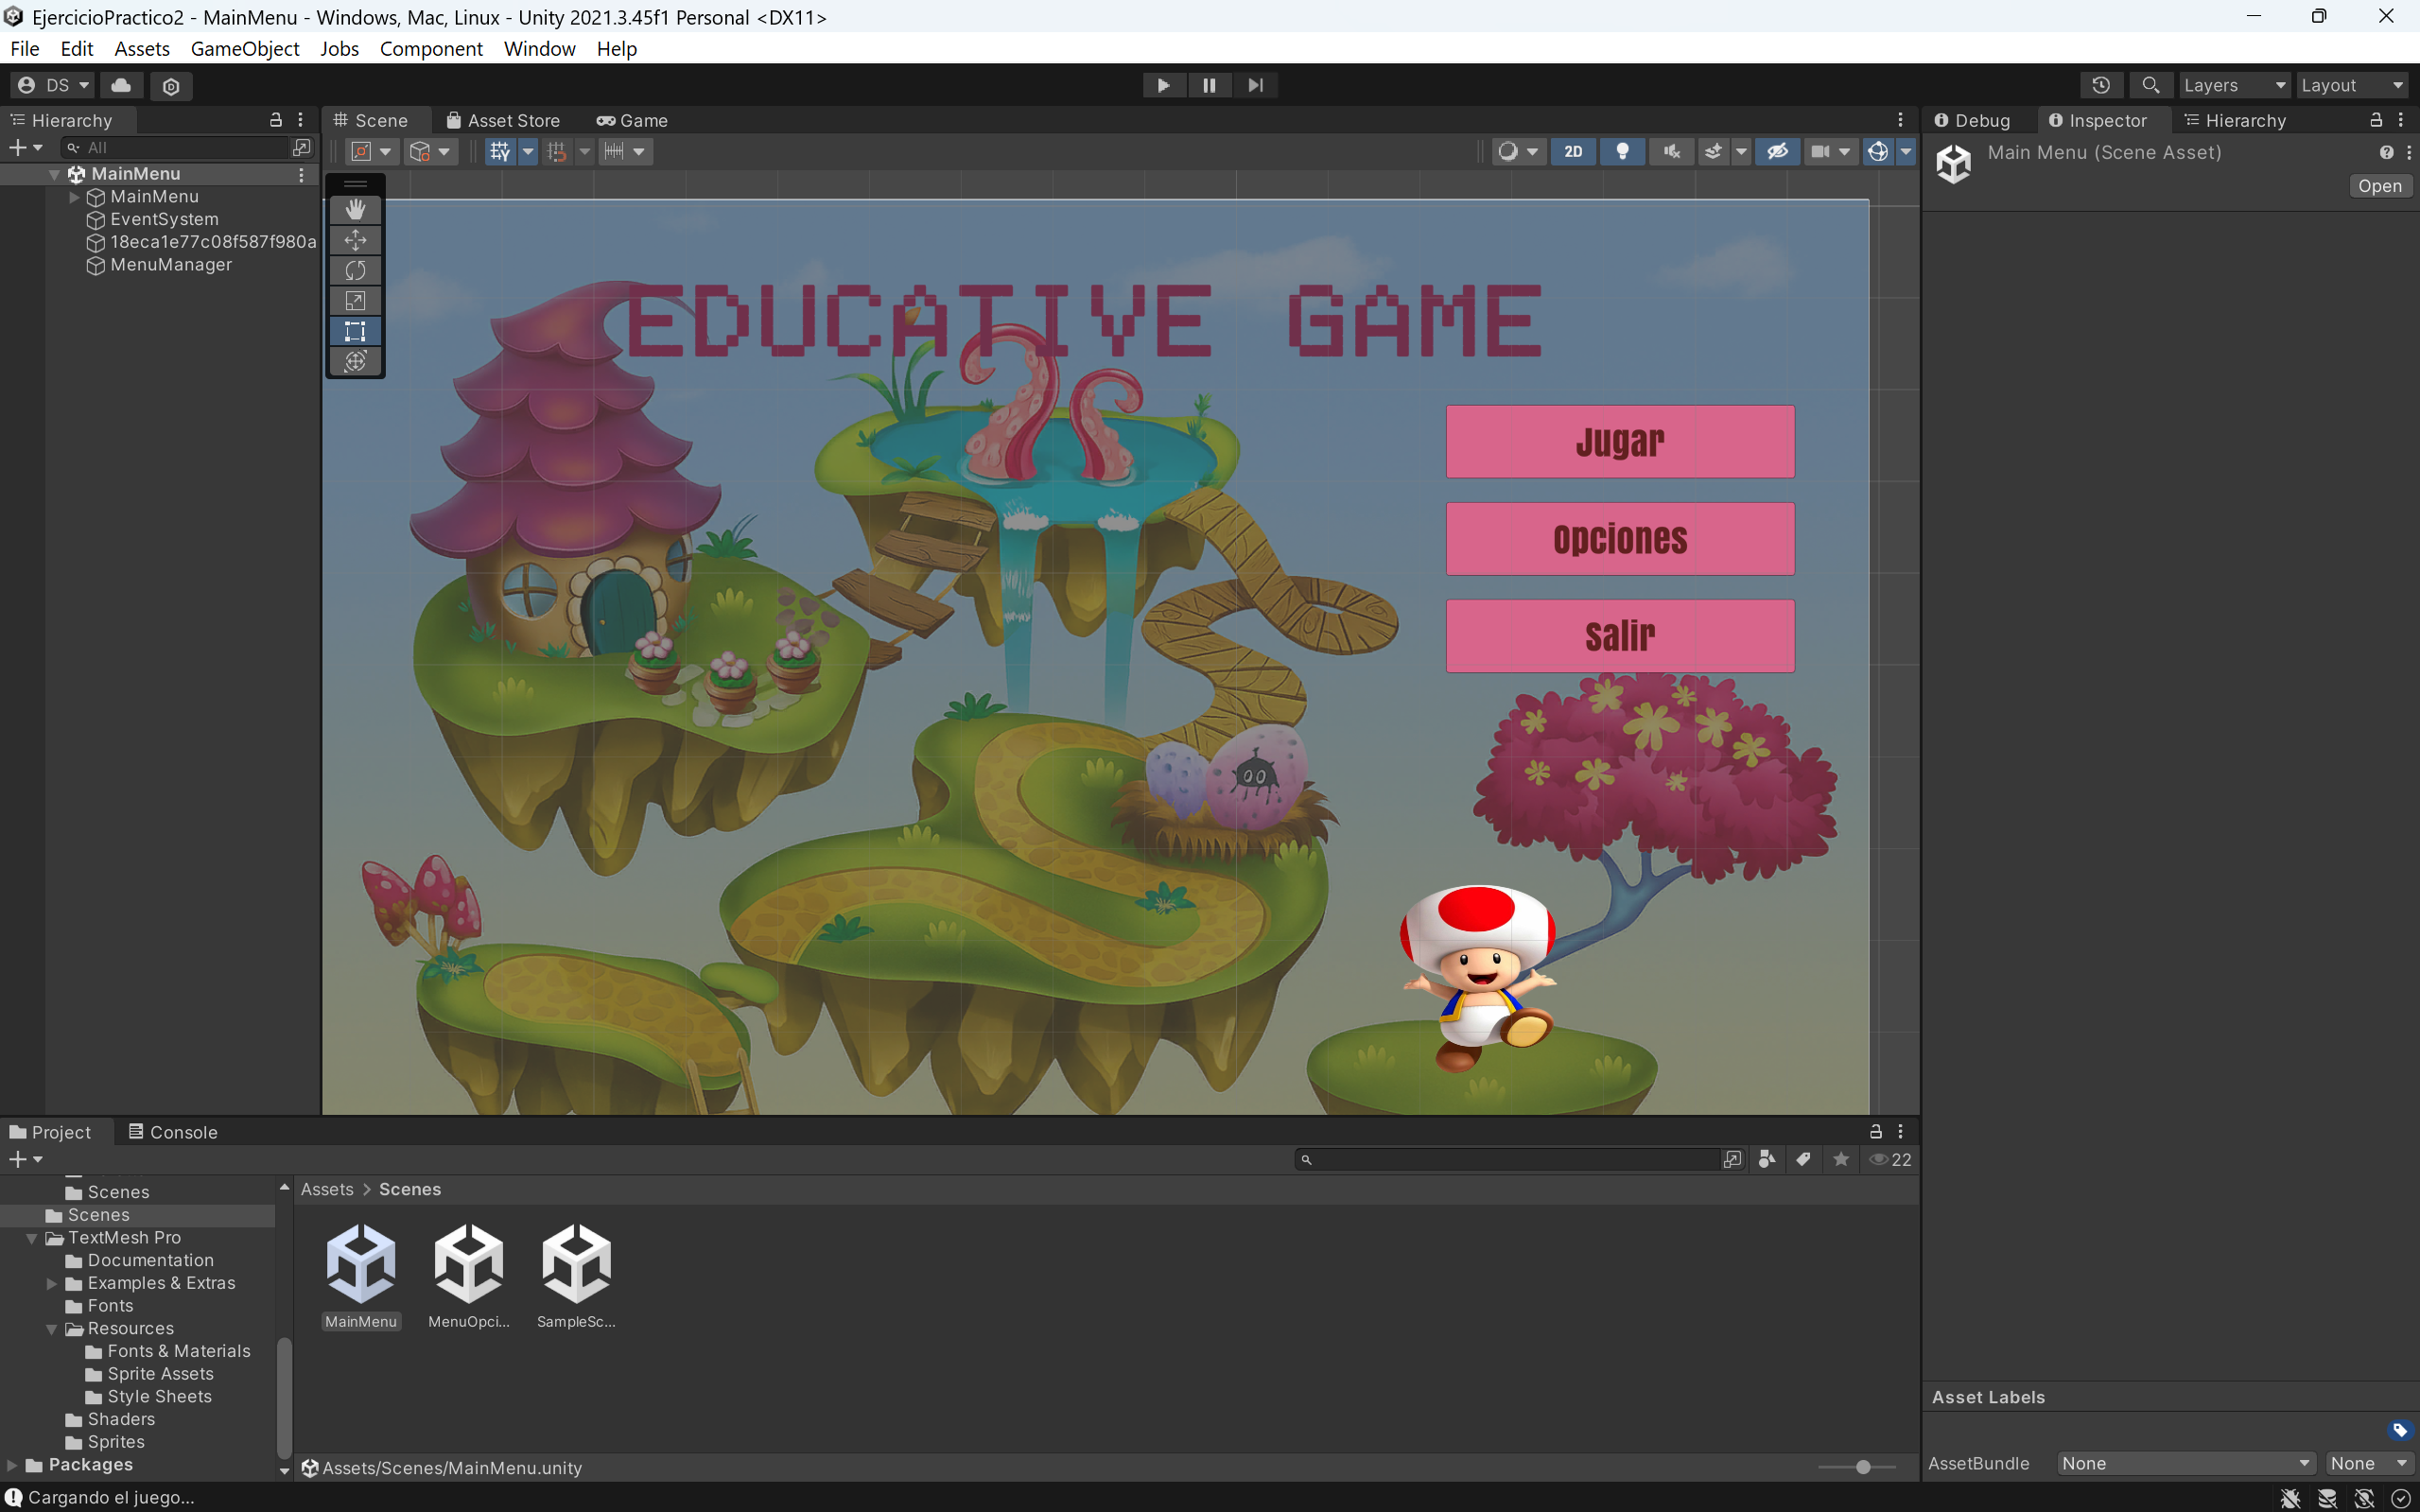 EjercicioPractico2 - MainMenu - Windows, Mac, Linux - Unity 2021.3.45f1 Personal <DX11>
File Edit Assets GameObject Jobs Component Window Help
DS
Layers Layout
Hierarchy
All
MainMenu
MainMenu
EventSystem
18eca1e77c08f587f980a
MenuManager
Scene Asset Store Game
2D
EDUCATIVE GAME
Jugar
Opciones
Salir
Debug Inspector Hierarchy
Main Menu (Scene Asset)
Open
Project Console
22
Scenes
Scenes
TextMesh Pro
Documentation
Examples & Extras
Fonts
Resources
Fonts & Materials
Sprite Assets
Style Sheets
Shaders
Sprites
Packages
Assets > Scenes
MainMenu MenuOpci... SampleSc...
Assets/Scenes/MainMenu.unity
Asset Labels
AssetBundle None None
Cargando el juego...